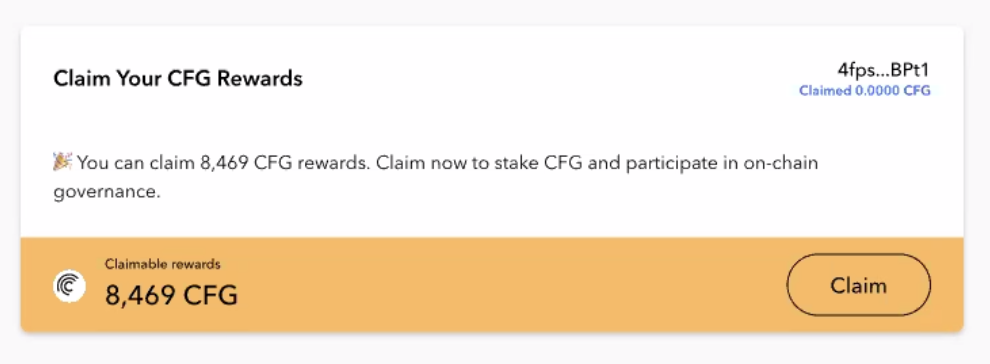 Claim Your CFG Rewards
4fps...BPt1
Claimed 0.0000 CFG
🎉 You can claim 8,469 CFG rewards. Claim now to stake CFG and participate in on-chain
governance.
Claimable rewards
8,469 CFG
Claim